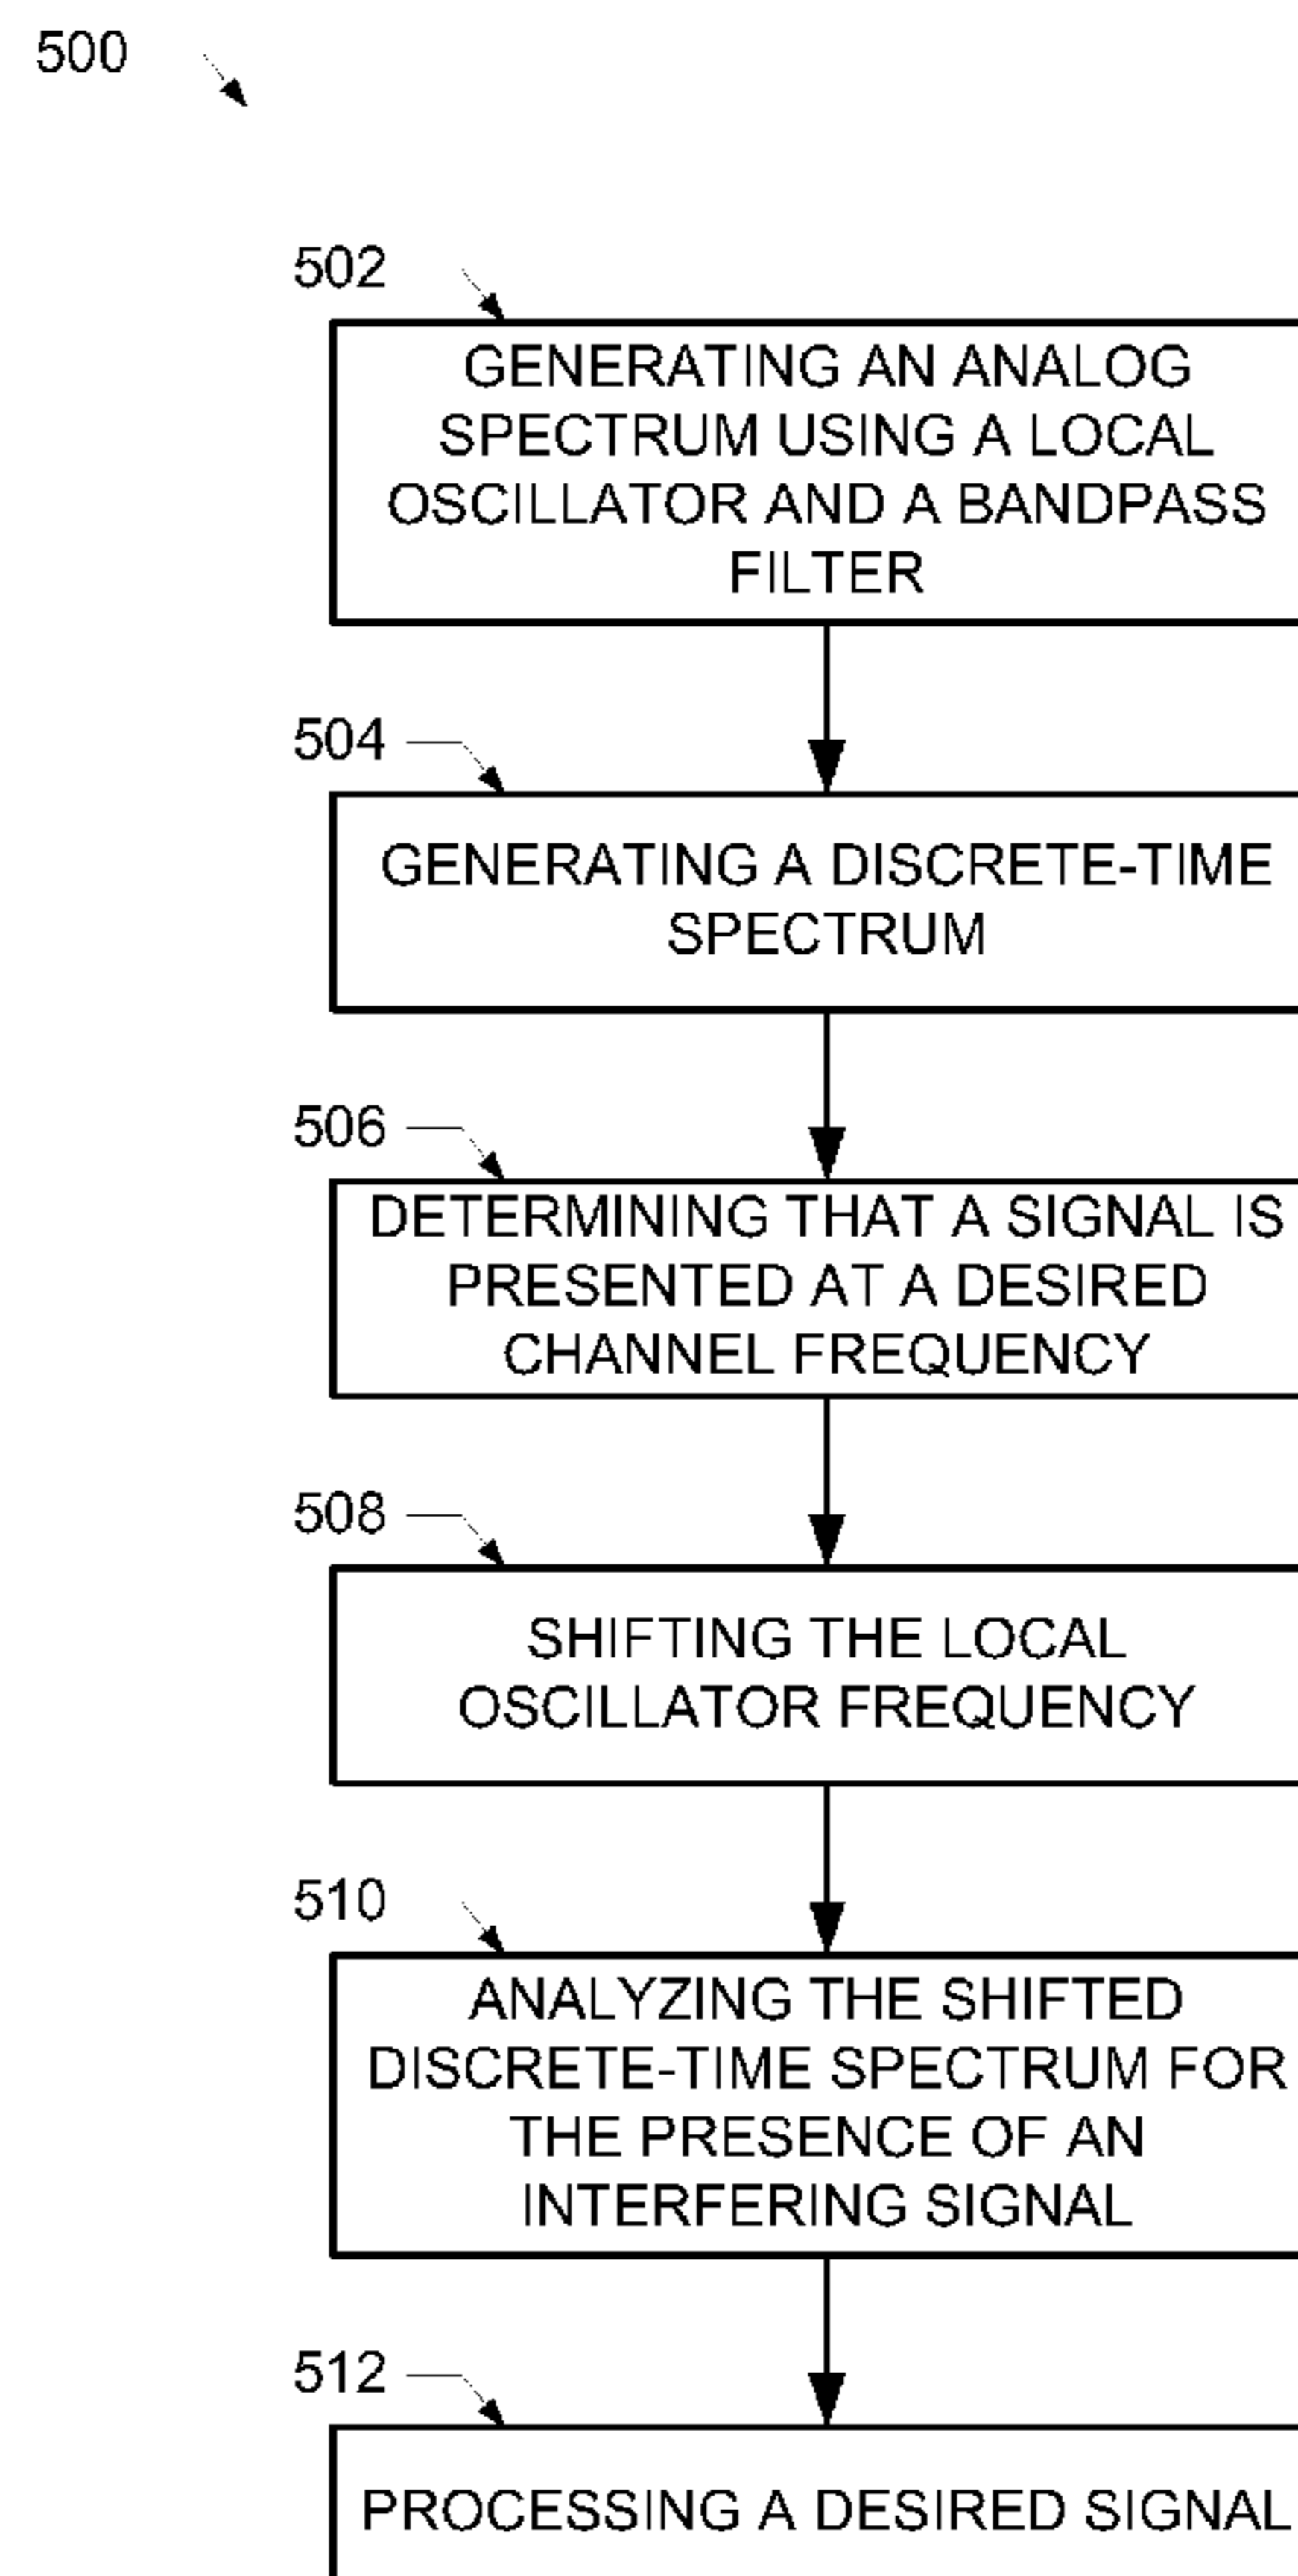 500
502
GENERATING AN ANALOG
SPECTRUM USING A LOCAL
OSCILLATOR AND A BANDPASS
FILTER
504
GENERATING A DISCRETE-TIME
SPECTRUM
506
DETERMINING THAT A SIGNAL IS
PRESENTED AT A DESIRED
CHANNEL FREQUENCY
508
SHIFTING THE LOCAL
OSCILLATOR FREQUENCY
510
ANALYZING THE SHIFTED
DISCRETE-TIME SPECTRUM FOR
THE PRESENCE OF AN
INTERFERING SIGNAL
512
PROCESSING A DESIRED SIGNAL